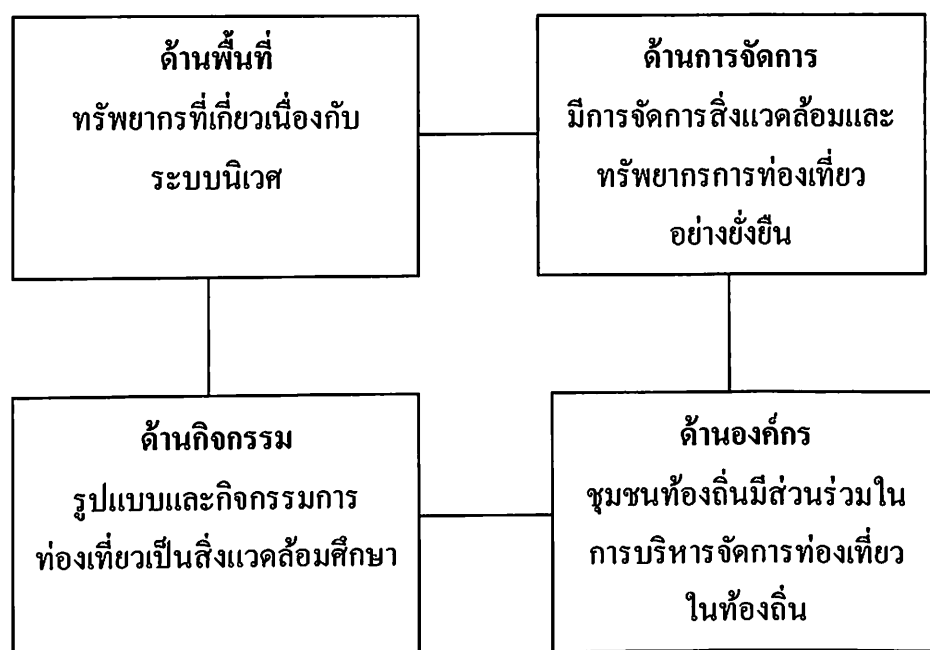 ด้านพื้นที่
ทรัพยากรที่เกี่ยวเนื่องกับ
ระบบนิเวศ
ด้านการจัดการ
มีการจัดการสิ่งแวดล้อมและ
ทรัพยากรการท่องเที่ยว
อย่างยั่งยืน
ด้านกิจกรรม
รูปแบบและกิจกรรมการ
ท่องเที่ยวเป็นสิ่งแวดล้อมศึกษา
ด้านองค์กร
ชุมชนท้องถิ่นมีส่วนร่วมใน
การบริหารจัดการท่องเที่ยว
ในท้องถิ่น